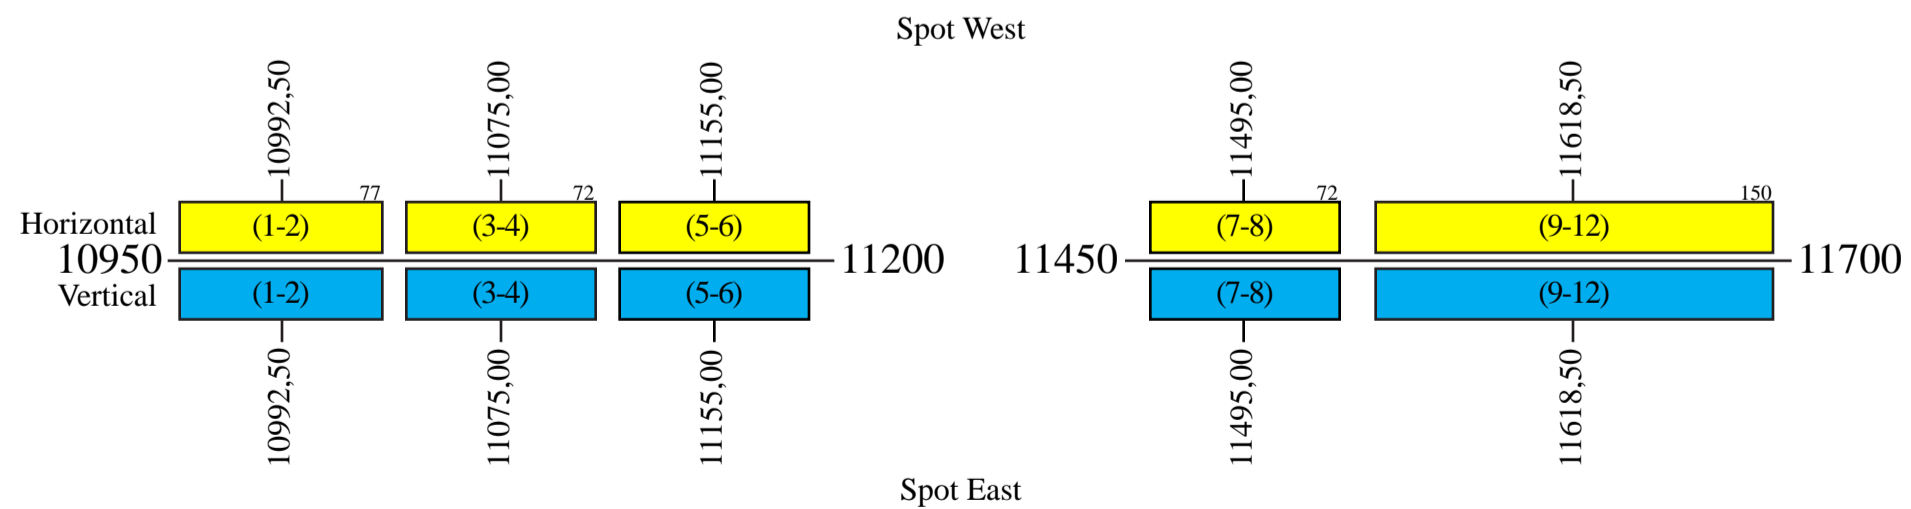 Spot West
10992,50 11075,00 11155,00 11495,00 11618,50
77 72 72 150
Horizontal (1-2) (3-4) (5-6) (7-8) (9-12)
10950 11200 11450 11700
Vertical (1-2) (3-4) (5-6) (7-8) (9-12)
10992,50 11075,00 11155,00 11495,00 11618,50
Spot East